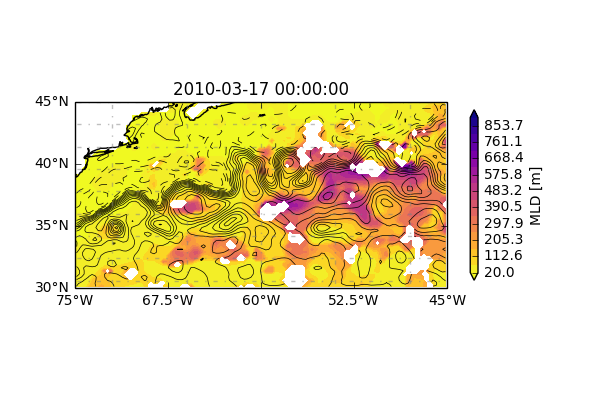 2010-03-17 00:00:00
45°N
40°N
35°N
30°N
75°W
67.5°W
60°W
52.5°W
45°W
853.7
761.1
668.4
575.8
483.2
390.5
297.9
205.3
112.6
20.0
MLD [m]